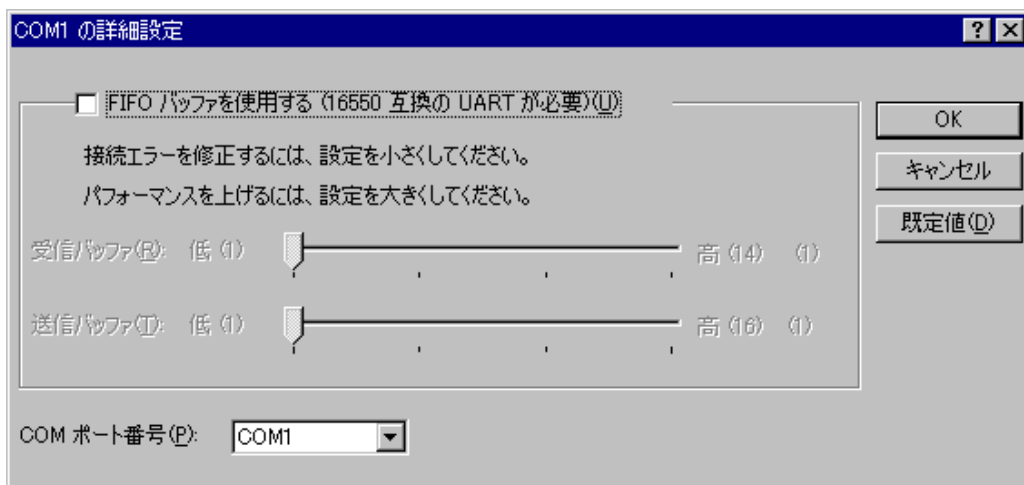 COM1 の詳細設定
FIFO バッファを使用する (16550 互換の UART が必要)(U)
接続エラーを修正するには、設定を小さくしてください。
パフォーマンスを上げるには、設定を大きくしてください。
受信バッファ(R): 低 (1) 高 (14) (1)
送信バッファ(T): 低 (1) 高 (16) (1)
COM ポート番号(P): COM1
OK
キャンセル
既定値(D)